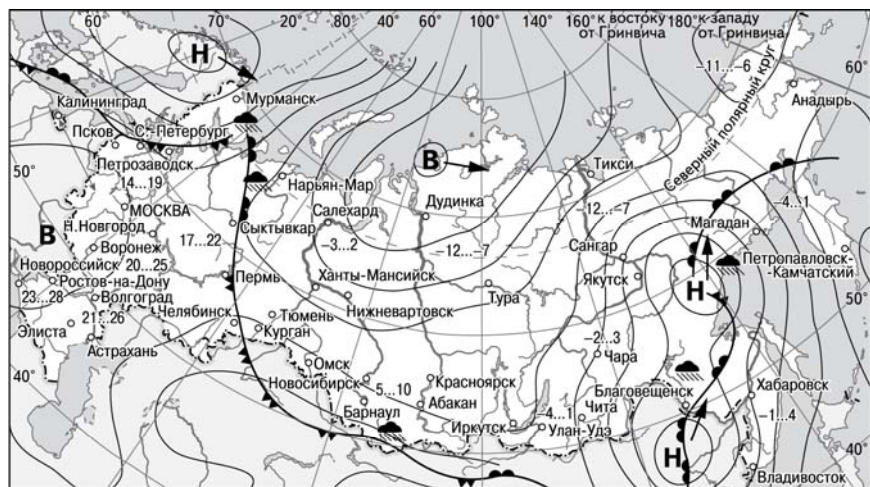 60° 70° 20° 80° 100° 140° 160° к востоку 180° к западу
от Гринвича от Гринвича
Н
−11...−6
60°
Калининград
Мурманск
Анадырь
Северный полярный круг
Псков
С.-Петербург
В
Тикси
50°
Петрозаводск
Нарьян-Мар
14...19
Дудинка
−4...1
Салехард
−12...−7
МОСКВА
Магадан
В
Н.Новгород
17...22
Сыктывкар
−3...2
−12...−7
Сангар
Воронеж
Петропавловск-
-Камчатский
Новороссийск
20...25
Пермь
Ханты-Мансийск
Якутск
Ростов-на-Дону
Тура
Н
50°
23...28
Волгоград
Челябинск
Тюмень
Нижневартовск
21...26
−2...3
Элиста
Курган
Чара
Астрахань
Омск
Благовещенск
Хабаровск
40°
Новосибирск
5...10
Красноярск
Барнаул
Абакан
−4...1
Чита
−1...4
Иркутск
Улан-Удэ
40°
Н
Владивосток